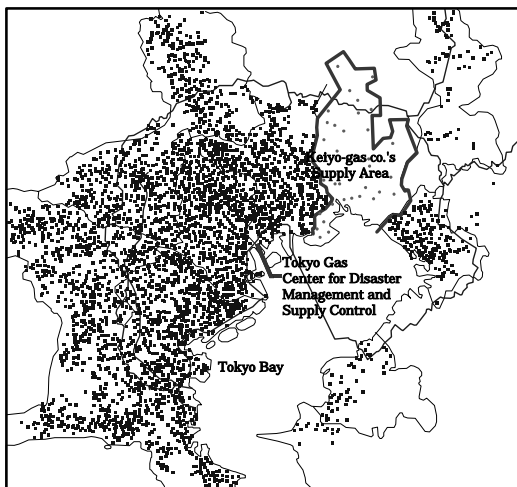 Keiyo-gas co.'s
Supply Area
Tokyo Gas
Center for Disaster
Management and
Supply Control
Tokyo Bay